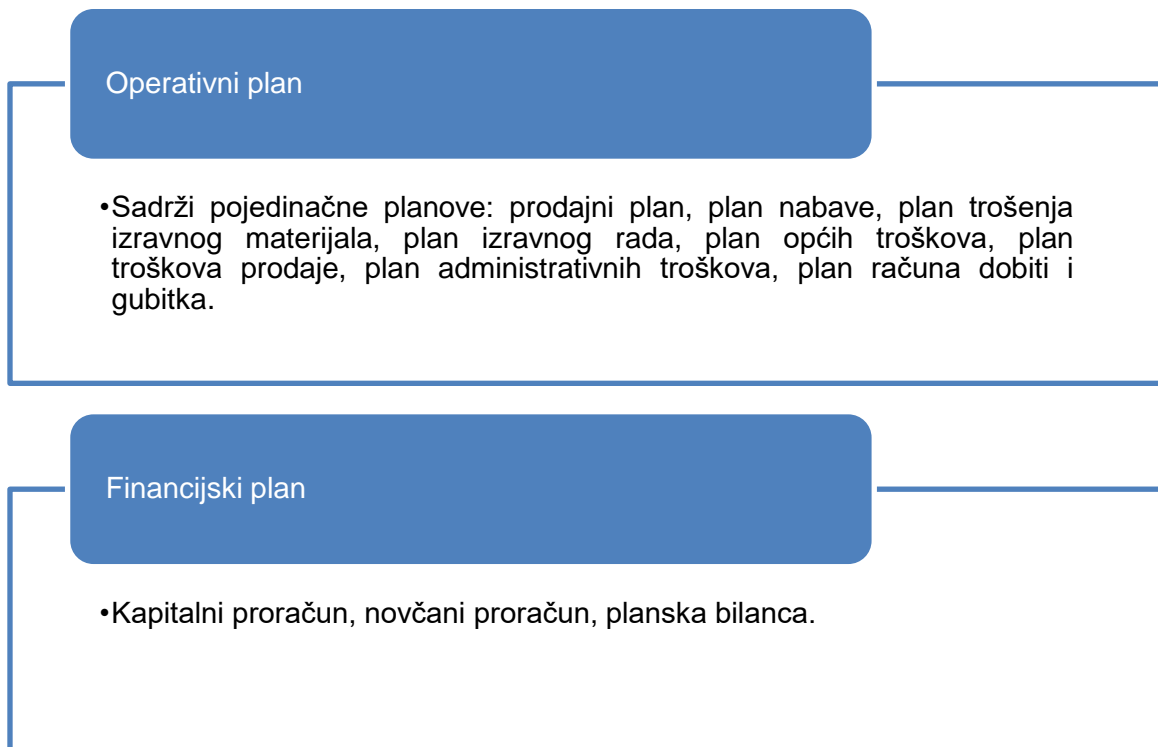 Operativni plan
•Sadrži pojedinačne planove: prodajni plan, plan nabave, plan trošenja
izravnog materijala, plan izravnog rada, plan općih troškova, plan
troškova prodaje, plan administrativnih troškova, plan računa dobiti i
gubitka.
Financijski plan
•Kapitalni proračun, novčani proračun, planska bilanca.